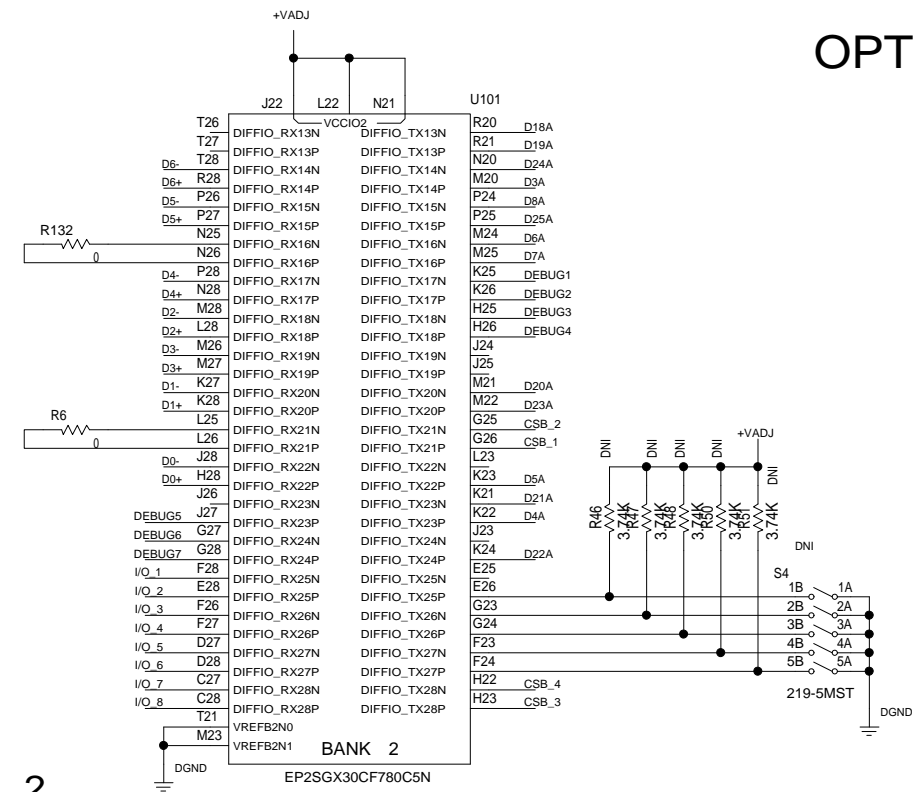 +VADJ
OPT
J22 L22 N21 U101
VCCIO2
T26 DIFFIO_RX13N DIFFIO_TX13N R20 D18A
T27 DIFFIO_RX13P DIFFIO_TX13P R21 D19A
D6- T28 DIFFIO_RX14N DIFFIO_TX14N N20 D24A
D6+ R28 DIFFIO_RX14P DIFFIO_TX14P M20 D3A
D5- P26 DIFFIO_RX15N DIFFIO_TX15N P24 D8A
D5+ P27 DIFFIO_RX15P DIFFIO_TX15P P25 D25A
R132 0
N25 DIFFIO_RX16N DIFFIO_TX16N M24 D6A
N26 DIFFIO_RX16P DIFFIO_TX16P M25 D7A
D4- P28 DIFFIO_RX17N DIFFIO_TX17N K25 DEBUG1
D4+ N28 DIFFIO_RX17P DIFFIO_TX17P K26 DEBUG2
D2- M28 DIFFIO_RX18N DIFFIO_TX18N H25 DEBUG3
D2+ L28 DIFFIO_RX18P DIFFIO_TX18P H26 DEBUG4
D3- M26 DIFFIO_RX19N DIFFIO_TX19N J24
D3+ M27 DIFFIO_RX19P DIFFIO_TX19P J25
D1- K27 DIFFIO_RX20N DIFFIO_TX20N M21 D20A
D1+ K28 DIFFIO_RX20P DIFFIO_TX20P M22 D23A
R6 0
L25 DIFFIO_RX21N DIFFIO_TX21N G25 CSB_2
L26 DIFFIO_RX21P DIFFIO_TX21P G26 CSB_1
D0- J28 DIFFIO_RX22N DIFFIO_TX22N L23
D0+ H28 DIFFIO_RX22P DIFFIO_TX22P K23 D5A
J26 DIFFIO_RX23N DIFFIO_TX23N K21 D21A
DEBUG5 J27 DIFFIO_RX23P DIFFIO_TX23P K22 D4A
DEBUG6 G27 DIFFIO_RX24N DIFFIO_TX24N J23
DEBUG7 G28 DIFFIO_RX24P DIFFIO_TX24P K24 D22A
I/O_1 F28 DIFFIO_RX25N DIFFIO_TX25N E25
I/O_2 E28 DIFFIO_RX25P DIFFIO_TX25P E26
I/O_3 F26 DIFFIO_RX26N DIFFIO_TX26N G23
I/O_4 F27 DIFFIO_RX26P DIFFIO_TX26P G24
I/O_5 D27 DIFFIO_RX27N DIFFIO_TX27N F23
I/O_6 D28 DIFFIO_RX27P DIFFIO_TX27P F24
I/O_7 C27 DIFFIO_RX28N DIFFIO_TX28N H22 CSB_4
I/O_8 C28 DIFFIO_RX28P DIFFIO_TX28P H23 CSB_3
T21 VREFB2N0
M23 VREFB2N1
BANK 2
DGND
EP2SGX30CF780C5N
2
+VADJ
DNI DNI DNI DNI DNI
R46 3.74K
R47 3.74K
R48 3.74K
R50 3.74K
R51 3.74K
DNI
S4
1B 1A
2B 2A
3B 3A
4B 4A
5B 5A
219-5MST
DGND